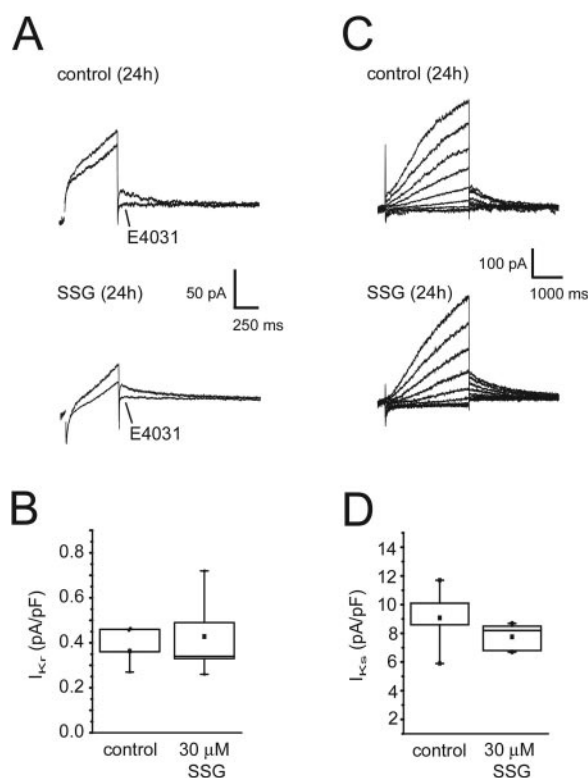 A
control (24h)
E4031
SSG (24h)
50 pA
250 ms
E4031
C
control (24h)
100 pA
1000 ms
SSG (24h)
B
I Kr (pA/pF)
0.8
0.6
0.4
0.2
0.0
control
30 µM
SSG
D
I Ks (pA/pF)
14
12
10
8
6
4
2
control
30 µM
SSG